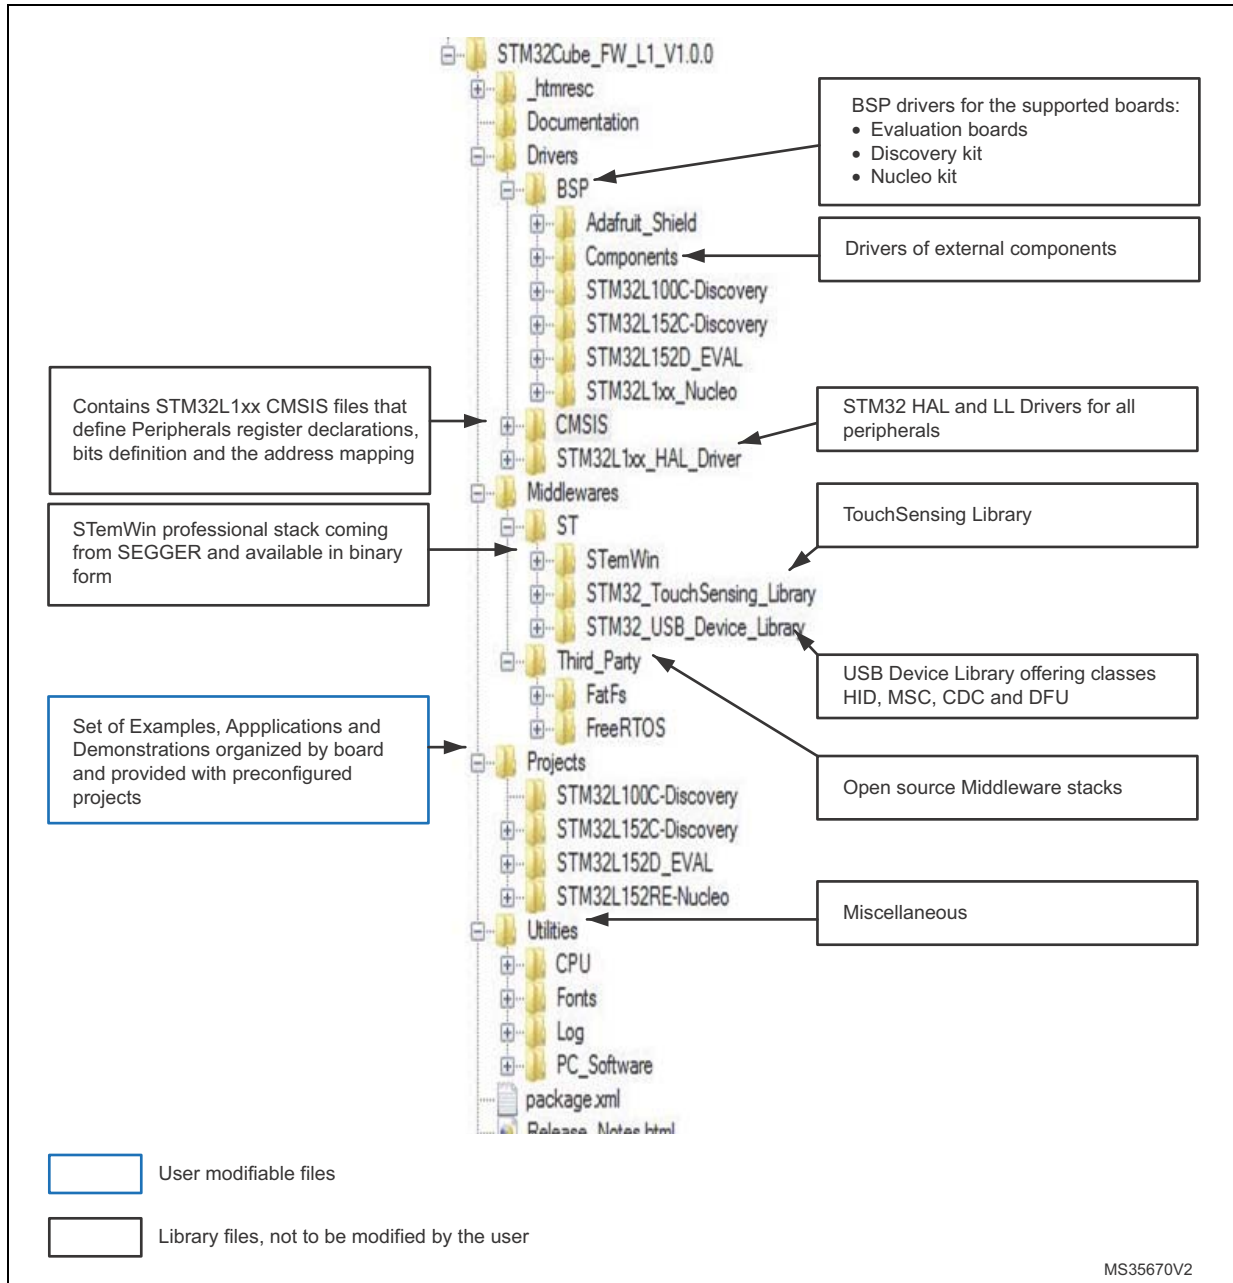 STM32Cube_FW_L1_V1.0.0
_htmresc
Documentation
Drivers
BSP
Adafruit_Shield
Components
STM32L100C-Discovery
STM32L152C-Discovery
STM32L152D_EVAL
STM32L1xx_Nucleo
CMSIS
STM32L1xx_HAL_Driver
Middlewares
ST
STemWin
STM32_TouchSensing_Library
STM32_USB_Device_Library
Third_Party
FatFs
FreeRTOS
Projects
STM32L100C-Discovery
STM32L152C-Discovery
STM32L152D_EVAL
STM32L152RE-Nucleo
Utilities
CPU
Fonts
Log
PC_Software
package.xml
Release_Notes.html
BSP drivers for the supported boards:
• Evaluation boards
• Discovery kit
• Nucleo kit
Drivers of external components
STM32 HAL and LL Drivers for all
peripherals
TouchSensing Library
USB Device Library offering classes
HID, MSC, CDC and DFU
Open source Middleware stacks
Miscellaneous
Contains STM32L1xx CMSIS files that
define Peripherals register declarations,
bits definition and the address mapping
STemWin professional stack coming
from SEGGER and available in binary
form
Set of Examples, Appplications and
Demonstrations organized by board
and provided with preconfigured
projects
User modifiable files
Library files, not to be modified by the user
MS35670V2